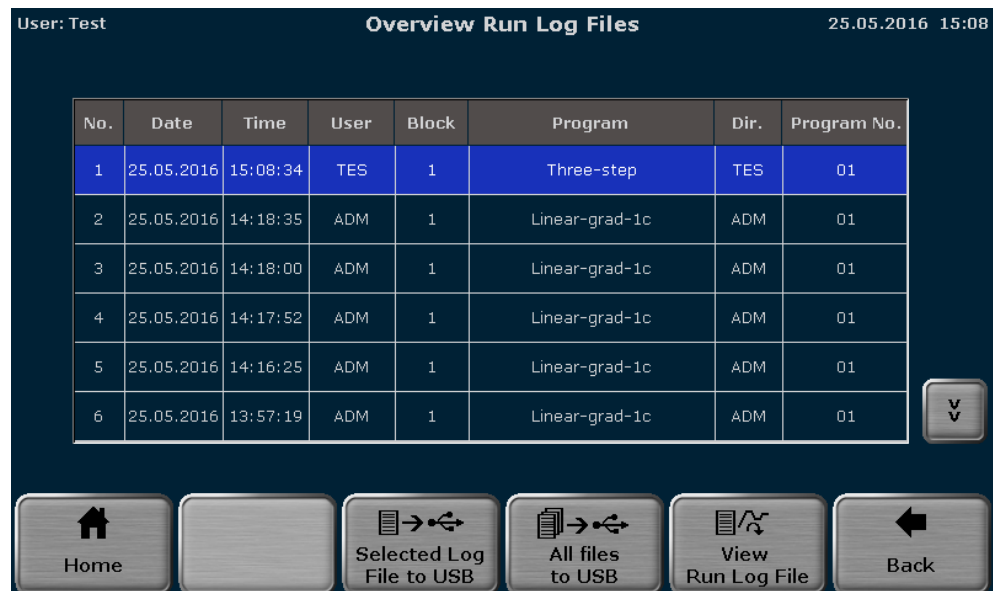 User: Test Overview Run Log Files 25.05.2016 15:08
No. Date Time User Block Program Dir. Program No.
1 25.05.2016 15:08:34 TES 1 Three-step TES 01
2 25.05.2016 14:18:35 ADM 1 Linear-grad-1c ADM 01
3 25.05.2016 14:18:00 ADM 1 Linear-grad-1c ADM 01
4 25.05.2016 14:17:52 ADM 1 Linear-grad-1c ADM 01
5 25.05.2016 14:16:25 ADM 1 Linear-grad-1c ADM 01
6 25.05.2016 13:57:19 ADM 1 Linear-grad-1c ADM 01
Home
Selected Log
File to USB
All files
to USB
View
Run Log File
Back